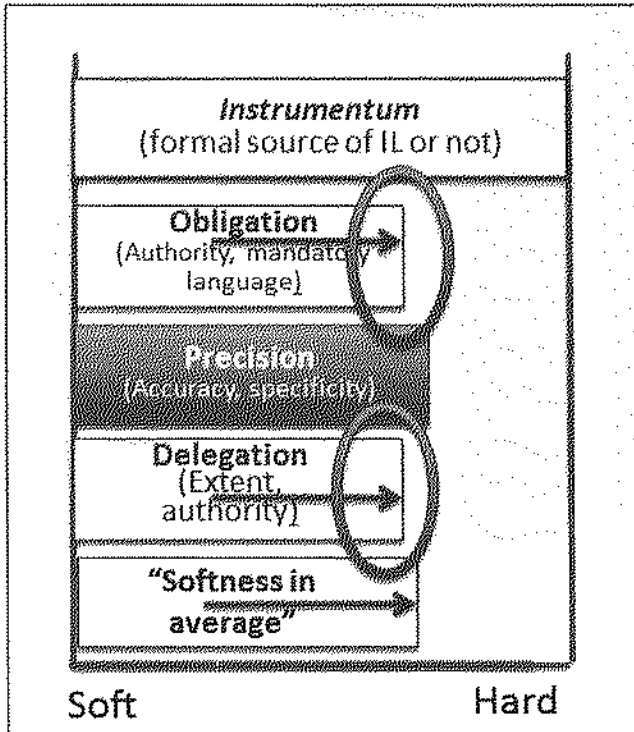 Instrumentum
(formal source of IL or not)
Obligation
(Authority, mandatory
language)
Precision
(Accuracy, specificity)
Delegation
(Extent,
authority)
"Softness in
average"
Soft
Hard